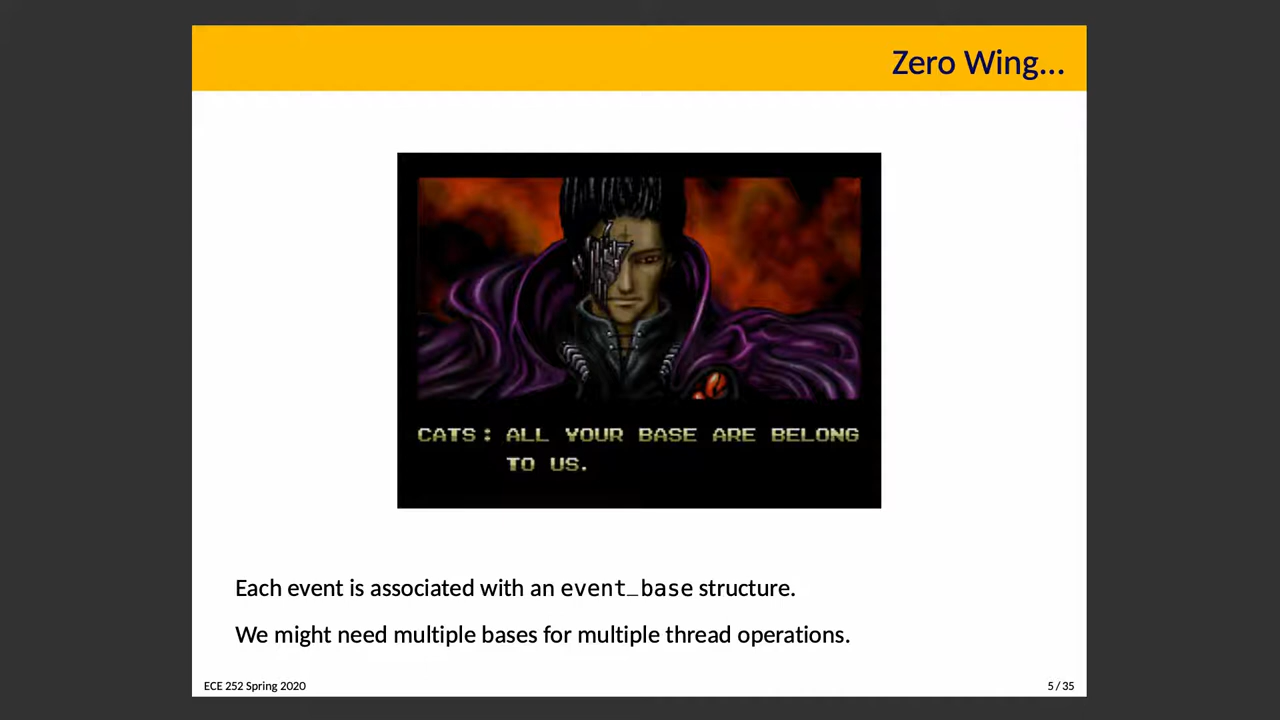 Zero Wing...
CATS: ALL YOUR BASE ARE BELONG
TO US.
Each event is associated with an event_base structure.
We might need multiple bases for multiple thread operations.
ECE 252 Spring 2020
5 / 35